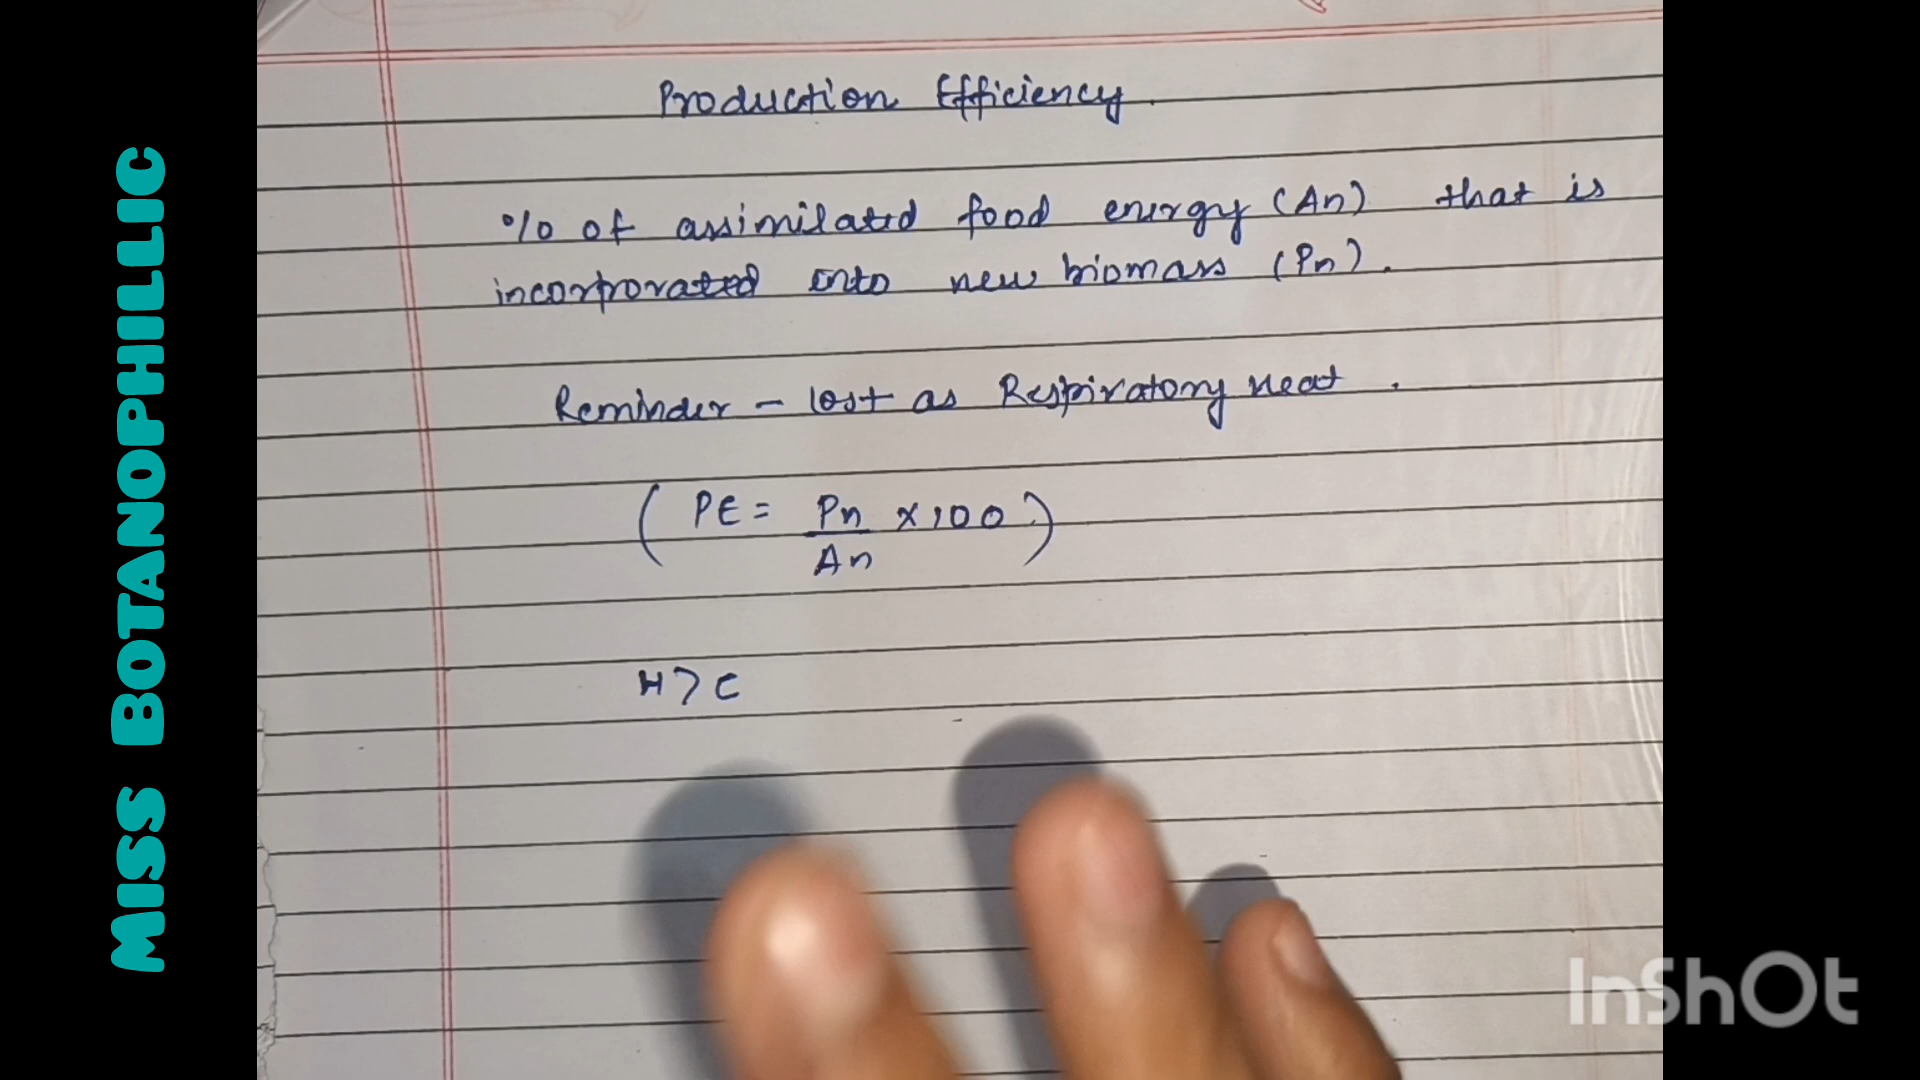 MISS BOTANOPHILLIC
Production Efficiency.
% of assimilated food energy (An) that is
incorporated into new biomass (Pn).
Reminder - lost as Respiratory heat.
( PE = Pn/An × 100 )
H > C
InShOt